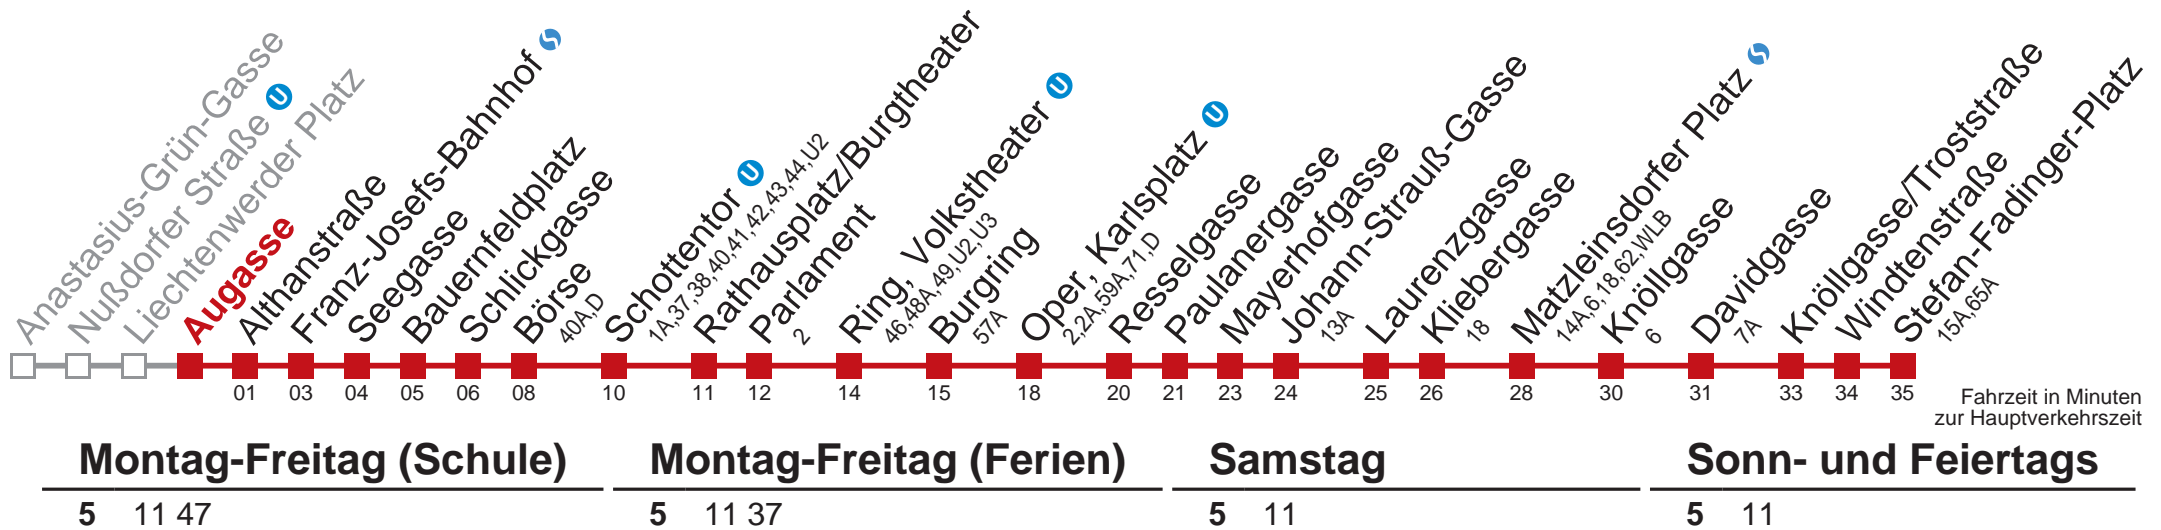 Anastasius-Grün-Gasse
Nußdorfer Straße U
Liechtenwerder Platz
Augasse
Althanstraße
Franz-Josefs-Bahnhof S
Seegasse
Bauernfeldplatz
Schlickgasse
Börse
40A,D
Schottentor U
1A,37,38,40,41,42,43,44,U2
Rathausplatz/Burgtheater
Parlament
2
Ring, Volkstheater U
46,48A,49,U2,U3
Burgring
57A
Oper, Karlsplatz U
2,2A,59A,71,D
Resselgasse
Paulanergasse
Mayerhofgasse
Johann-Strauß-Gasse
13A
Laurenzgasse
Kliebergasse
18
Matzleinsdorfer Platz S
14A,6,18,62,WLB
Knöllgasse
6
Davidgasse
7A
Knöllgasse/Troststraße
Windtenstraße
Stefan-Fadinger-Platz
15A,65A
01 03 04 05 06 08 10 11 12 14 15 18 20 21 23 24 25 26 28 30 31 33 34 35
Fahrzeit in Minuten
zur Hauptverkehrszeit
Montag-Freitag (Schule)
5 11 47
Montag-Freitag (Ferien)
5 11 37
Samstag
5 11
Sonn- und Feiertags
5 11